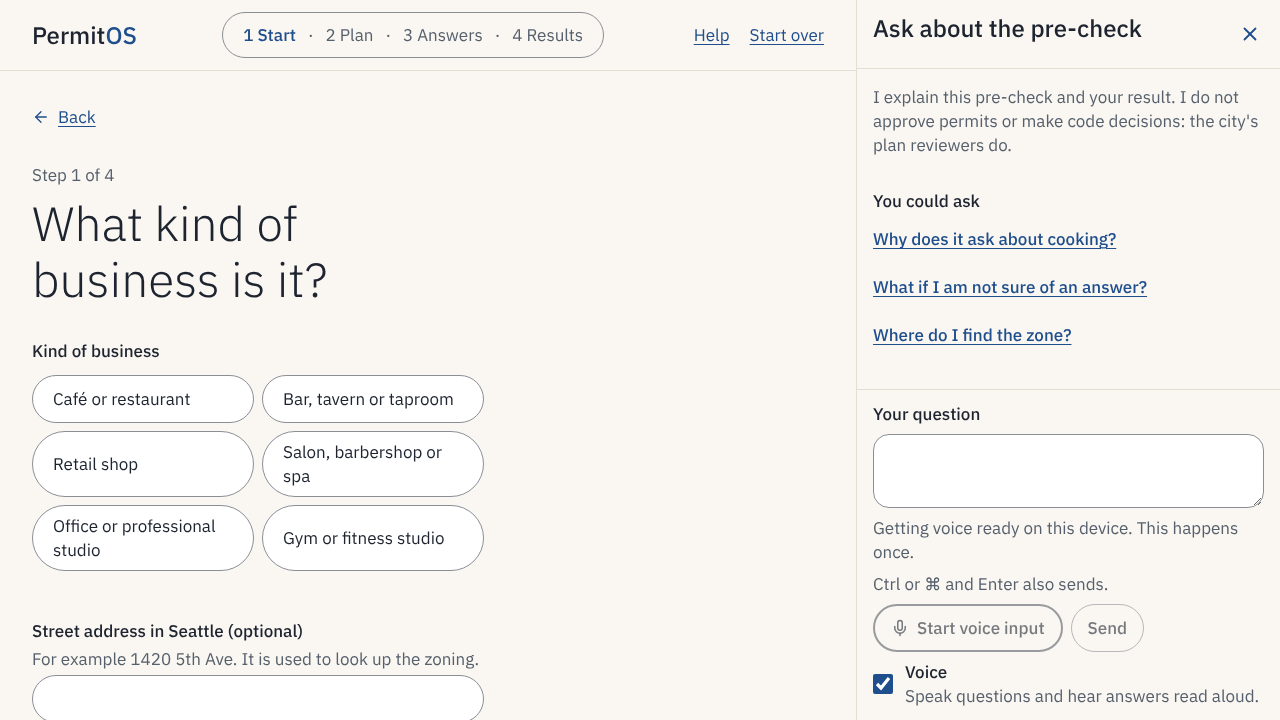 PermitOS
1 Start · 2 Plan · 3 Answers · 4 Results
Help
Start over
Back
Step 1 of 4
What kind of
business is it?
Kind of business
Café or restaurant
Bar, tavern or taproom
Retail shop
Salon, barbershop or
spa
Office or professional
studio
Gym or fitness studio
Street address in Seattle (optional)
For example 1420 5th Ave. It is used to look up the zoning.
Ask about the pre-check
I explain this pre-check and your result. I do not
approve permits or make code decisions: the city's
plan reviewers do.
You could ask
Why does it ask about cooking?
What if I am not sure of an answer?
Where do I find the zone?
Your question
Getting voice ready on this device. This happens
once.
Ctrl or ⌘ and Enter also sends.
Start voice input
Send
Voice
Speak questions and hear answers read aloud.